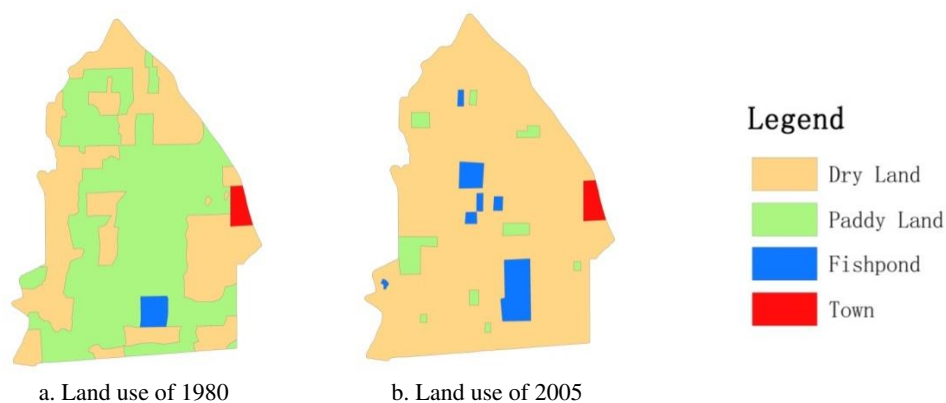 Legend
Dry Land
Paddy Land
Fishpond
Town
a. Land use of 1980
b. Land use of 2005